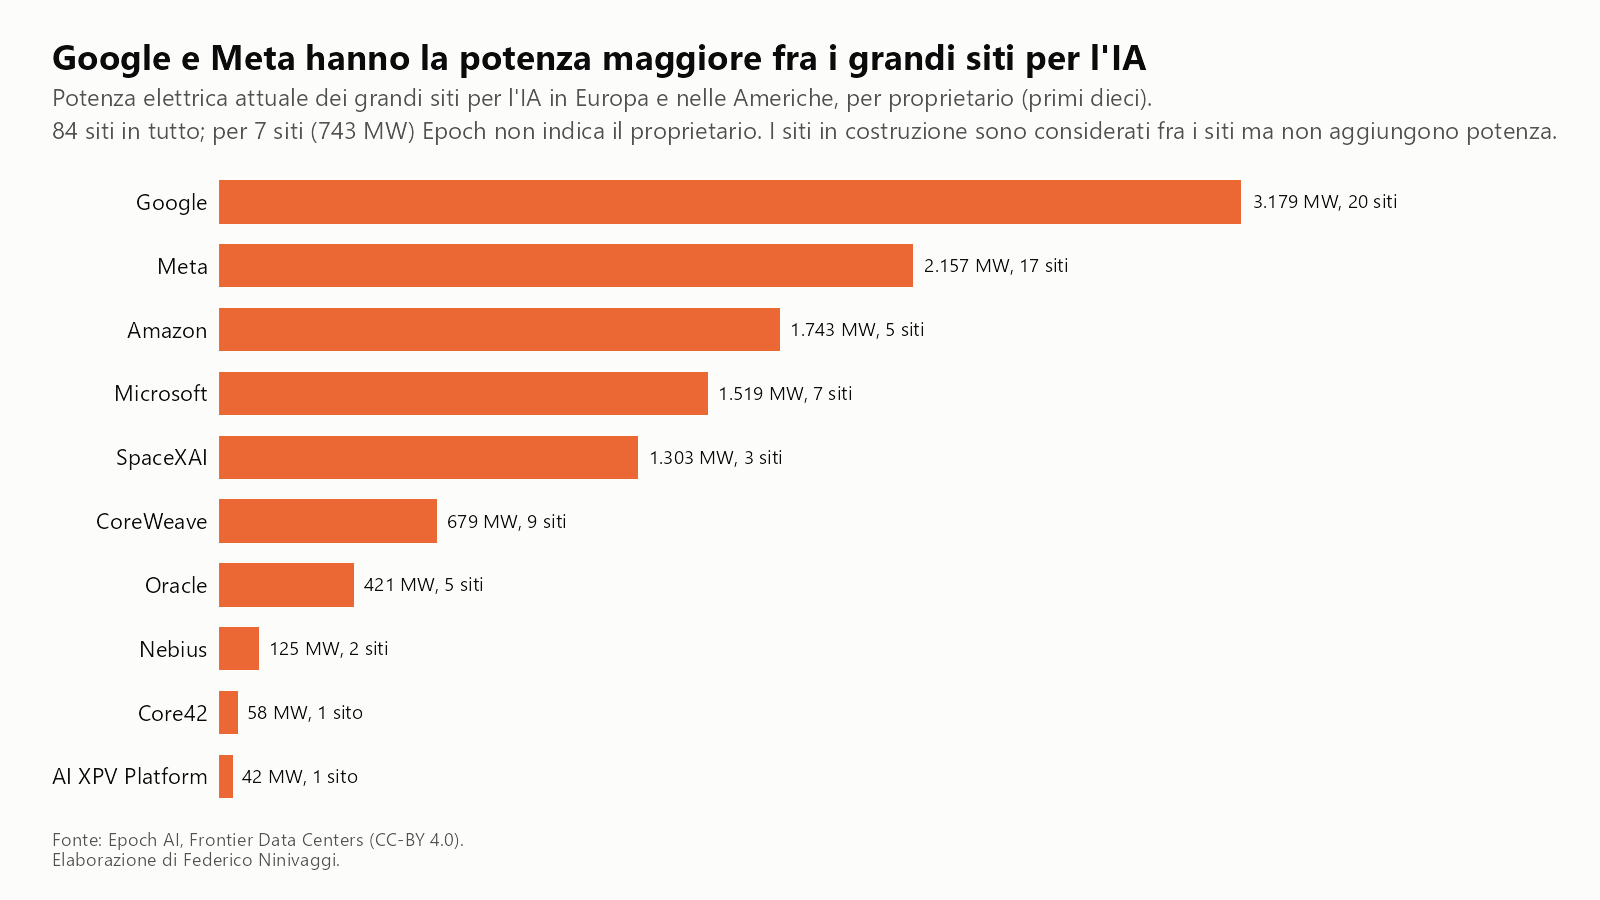 Google e Meta hanno la potenza maggiore fra i grandi siti per l'IA
Potenza elettrica attuale dei grandi siti per l'IA in Europa e nelle Americhe, per proprietario (primi dieci).
84 siti in tutto; per 7 siti (743 MW) Epoch non indica il proprietario. I siti in costruzione sono considerati fra i siti ma non aggiungono potenza.
Google 3.179 MW, 20 siti
Meta 2.157 MW, 17 siti
Amazon 1.743 MW, 5 siti
Microsoft 1.519 MW, 7 siti
SpaceXAI 1.303 MW, 3 siti
CoreWeave 679 MW, 9 siti
Oracle 421 MW, 5 siti
Nebius 125 MW, 2 siti
Core42 58 MW, 1 sito
AI XPV Platform 42 MW, 1 sito
Fonte: Epoch AI, Frontier Data Centers (CC-BY 4.0).
Elaborazione di Federico Ninivaggi.